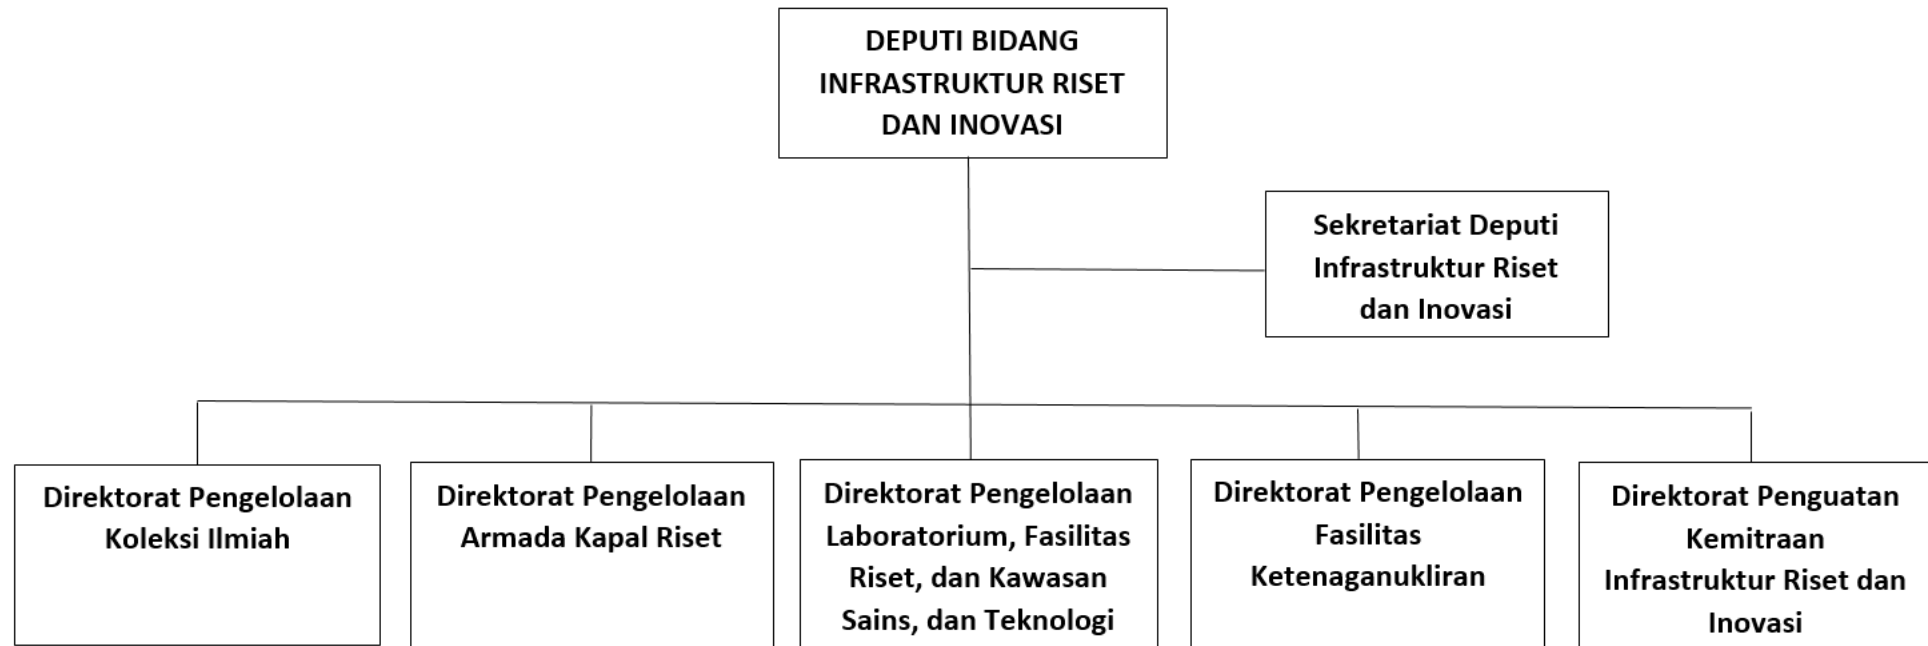 DEPUTI BIDANG
INFRASTRUKTUR RISET
DAN INOVASI
Sekretariat Deputi
Infrastruktur Riset
dan Inovasi
Direktorat Pengelolaan
Koleksi Ilmiah
Direktorat Pengelolaan
Armada Kapal Riset
Direktorat Pengelolaan
Laboratorium, Fasilitas
Riset, dan Kawasan
Sains, dan Teknologi
Direktorat Pengelolaan
Fasilitas
Ketenaganukliran
Direktorat Penguatan
Kemitraan
Infrastruktur Riset dan
Inovasi